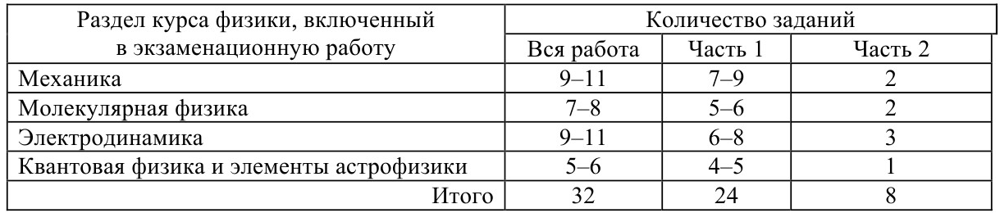 Раздел курса физики, включенный
в экзаменационную работу
Количество заданий
Вся работа Часть 1 Часть 2
Механика 9–11 7–9 2
Молекулярная физика 7–8 5–6 2
Электродинамика 9–11 6–8 3
Квантовая физика и элементы астрофизики 5–6 4–5 1
Итого 32 24 8